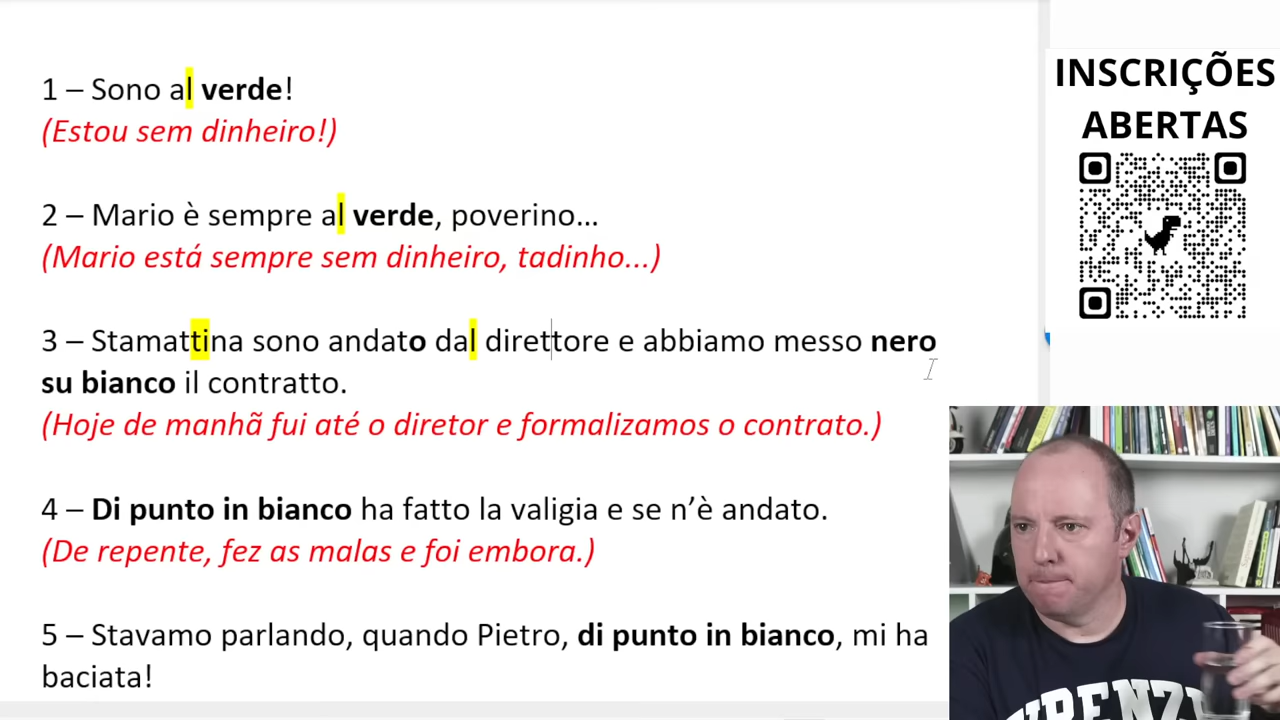 1 – Sono al verde!
(Estou sem dinheiro!)
2 – Mario è sempre al verde, poverino...
(Mario está sempre sem dinheiro, tadinho...)
3 – Stamattina sono andato dal direttore e abbiamo messo nero
su bianco il contratto.
(Hoje de manhã fui até o diretor e formalizamos o contrato.)
4 – Di punto in bianco ha fatto la valigia e se n’è andato.
(De repente, fez as malas e foi embora.)
5 – Stavamo parlando, quando Pietro, di punto in bianco, mi ha
baciata!
INSCRIÇÕES
ABERTAS